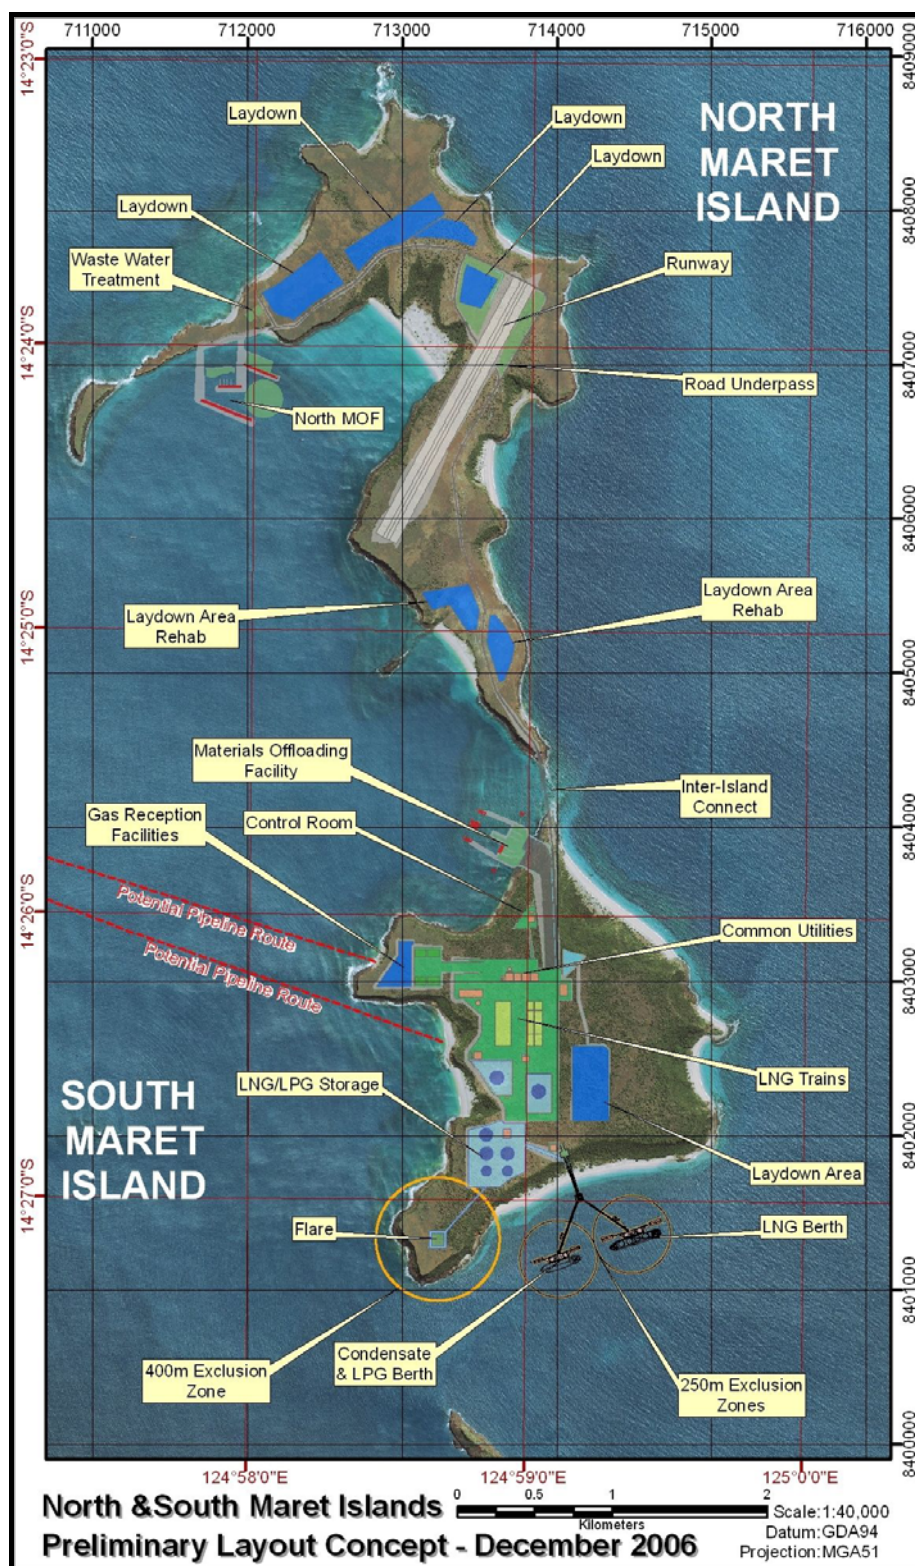 711000 712000 713000 714000 715000 716000
14°23'0"S
8409000
Laydown
Laydown
NORTH
MARET
ISLAND
Laydown
Laydown
8408000
Waste Water
Treatment
Runway
14°24'0"S
8407000
Road Underpass
North MOF
8406000
Laydown Area
Rehab
Laydown Area
Rehab
14°25'0"S
8405000
Materials Offloading
Facility
Inter-Island
Connect
Gas Reception
Facilities
Control Room
8404000
Potential Pipeline Route
14°26'0"S
Common Utilities
Potential Pipeline Route
8403000
LNG Trains
LNG/LPG Storage
SOUTH
MARET
ISLAND
8402000
Laydown Area
14°27'0"S
Flare
LNG Berth
8401000
400m Exclusion
Zone
Condensate
& LPG Berth
250m Exclusion
Zones
8400000
124°58'0"E 124°59'0"E 125°0'0"E
North &South Maret Islands
Preliminary Layout Concept - December 2006
0 0.5 1 2
Kilometers
Scale:1:40,000
Datum:GDA94
Projection:MGA51